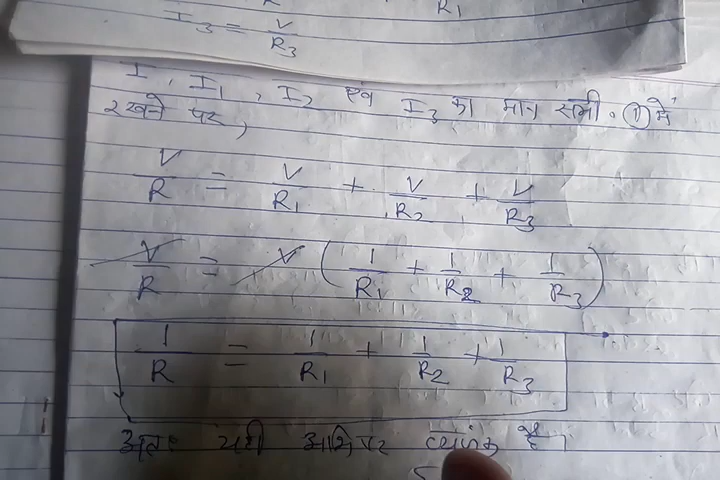 I₃ = V/R₃
I, I₁, I₂ एवं I₃ का मान समी. ① में
रखने पर,
V/R = V/R₁ + V/R₂ + V/R₃
V/R = V (1/R₁ + 1/R₂ + 1/R₃)
1/R = 1/R₁ + 1/R₂ + 1/R₃
अतः यही व्यंजक है